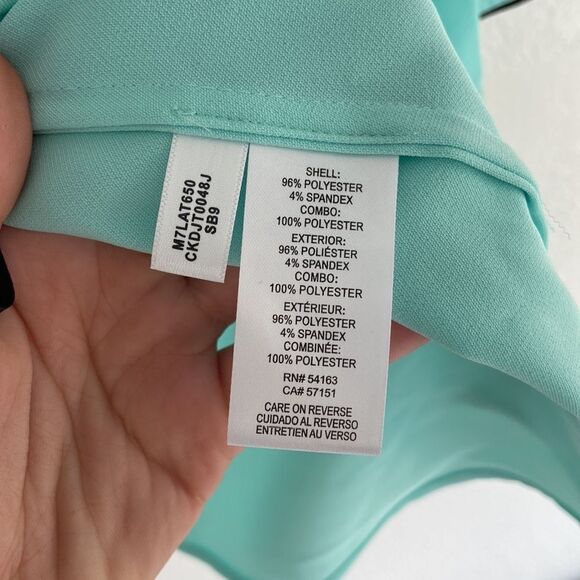 M7LAT650
CKDJT0048J
SB9
SHELL:
96% POLYESTER
4% SPANDEX
COMBO:
100% POLYESTER
EXTERIOR:
96% POLIÉSTER
4% SPANDEX
COMBO:
100% POLYESTER
EXTÉRIEUR:
96% POLYESTER
4% SPANDEX
COMBINÉE:
100% POLYESTER
RN# 54163
CA# 57151
CARE ON REVERSE
CUIDADO AL REVERSO
ENTRETIEN AU VERSO